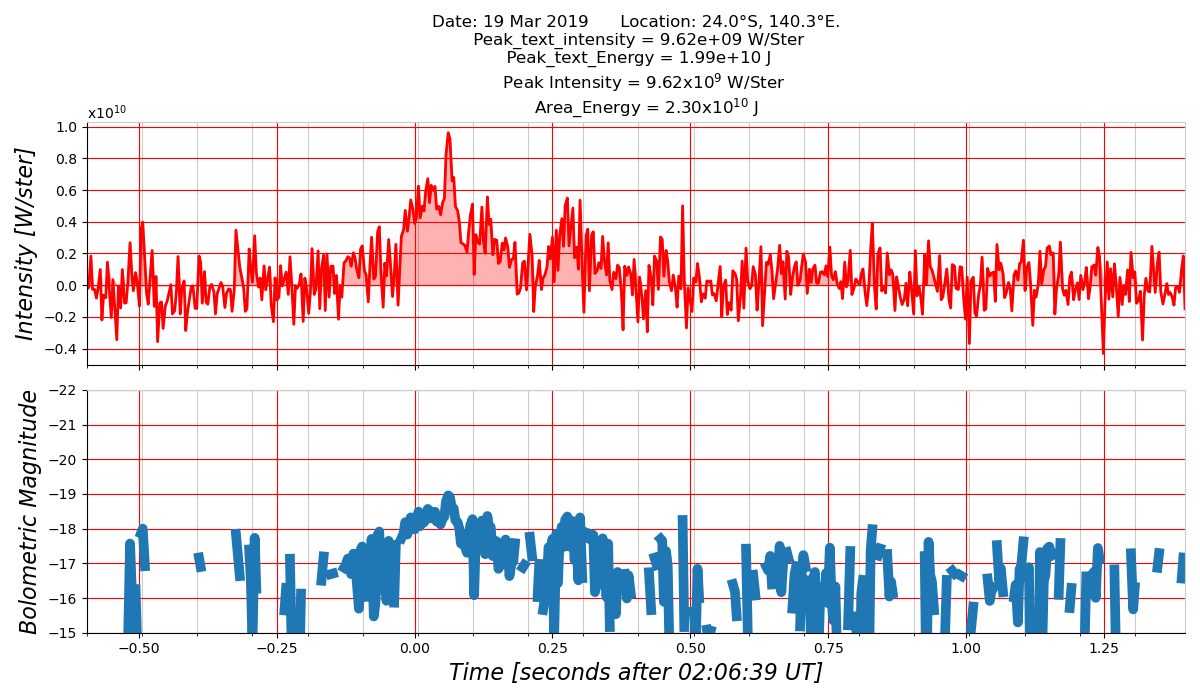 Date: 19 Mar 2019      Location: 24.0°S, 140.3°E.
Peak_text_intensity = 9.62e+09 W/Ster
Peak_text_Energy = 1.99e+10 J
Peak Intensity = 9.62x10⁹ W/Ster
Area_Energy = 2.30x10¹⁰ J
x10¹⁰
1.0
0.8
0.6
0.4
0.2
0.0
−0.2
−0.4
Intensity [W/ster]
−22
−21
−20
−19
−18
−17
−16
−15
Bolometric Magnitude
−0.50 −0.25 0.00 0.25 0.50 0.75 1.00 1.25
Time [seconds after 02:06:39 UT]